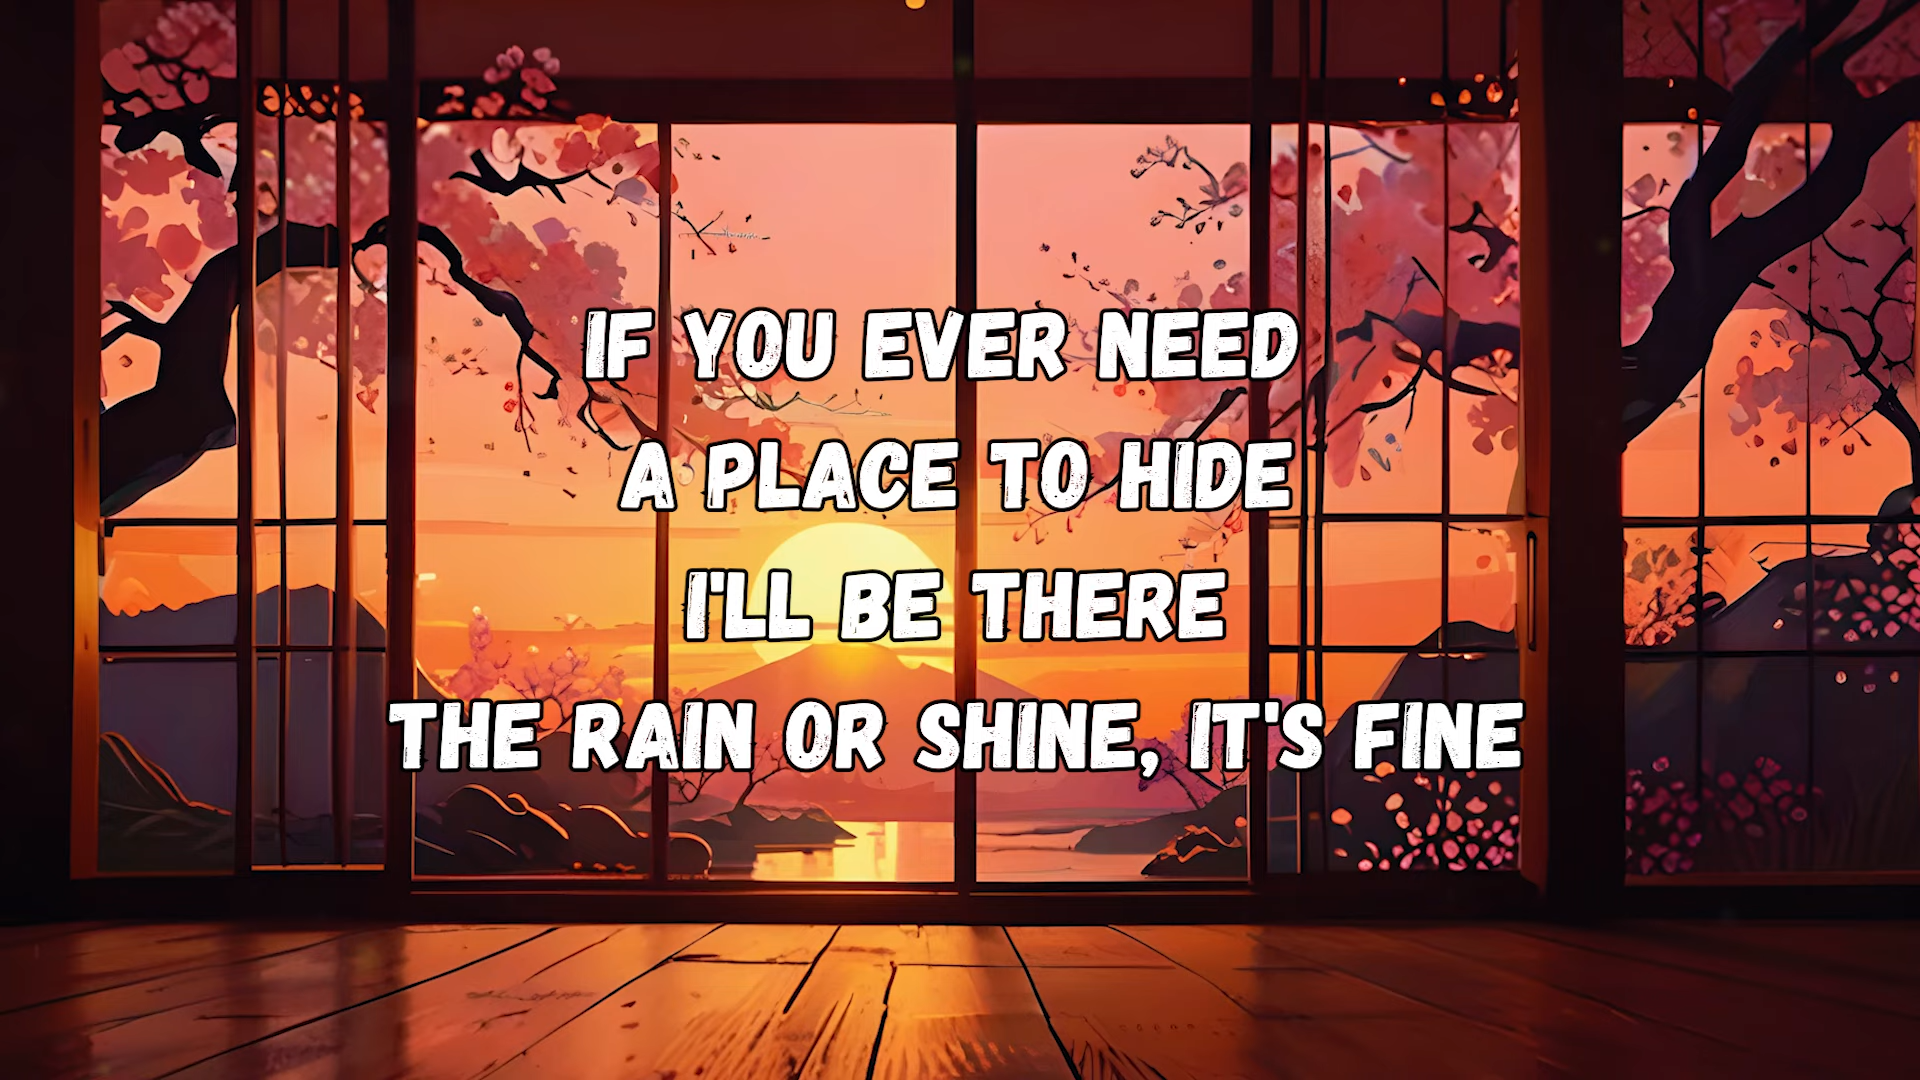 IF YOU EVER NEED
A PLACE TO HIDE
I'LL BE THERE
THE RAIN OR SHINE, IT'S FINE